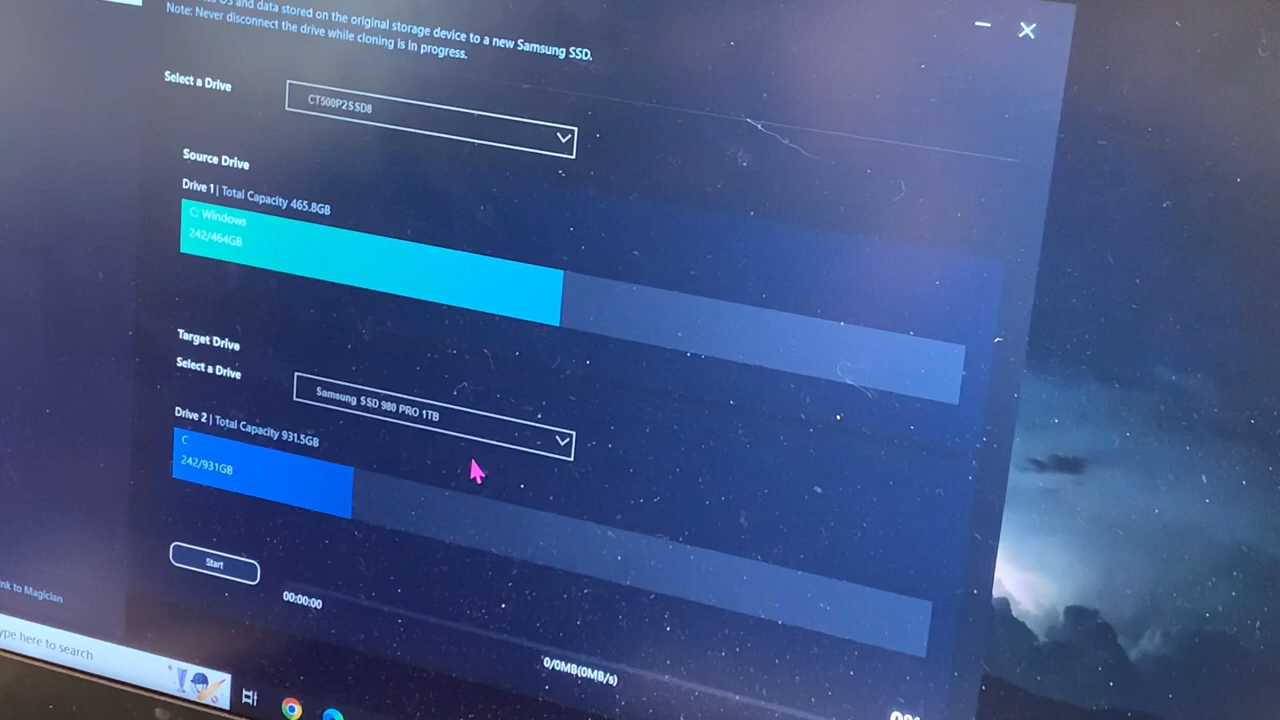 OS and data stored on the original storage device to a new Samsung SSD.
Note: Never disconnect the drive while cloning is in progress.
Select a Drive
CT500P2SSD8
Source Drive
Drive 1 | Total Capacity 465.8GB
C: Windows
242/464GB
Target Drive
Select a Drive
Samsung SSD 980 PRO 1TB
Drive 2 | Total Capacity 931.5GB
C
242/931GB
Start
00:00:00
to Magician
0/0MB(0MB/s)
here to search